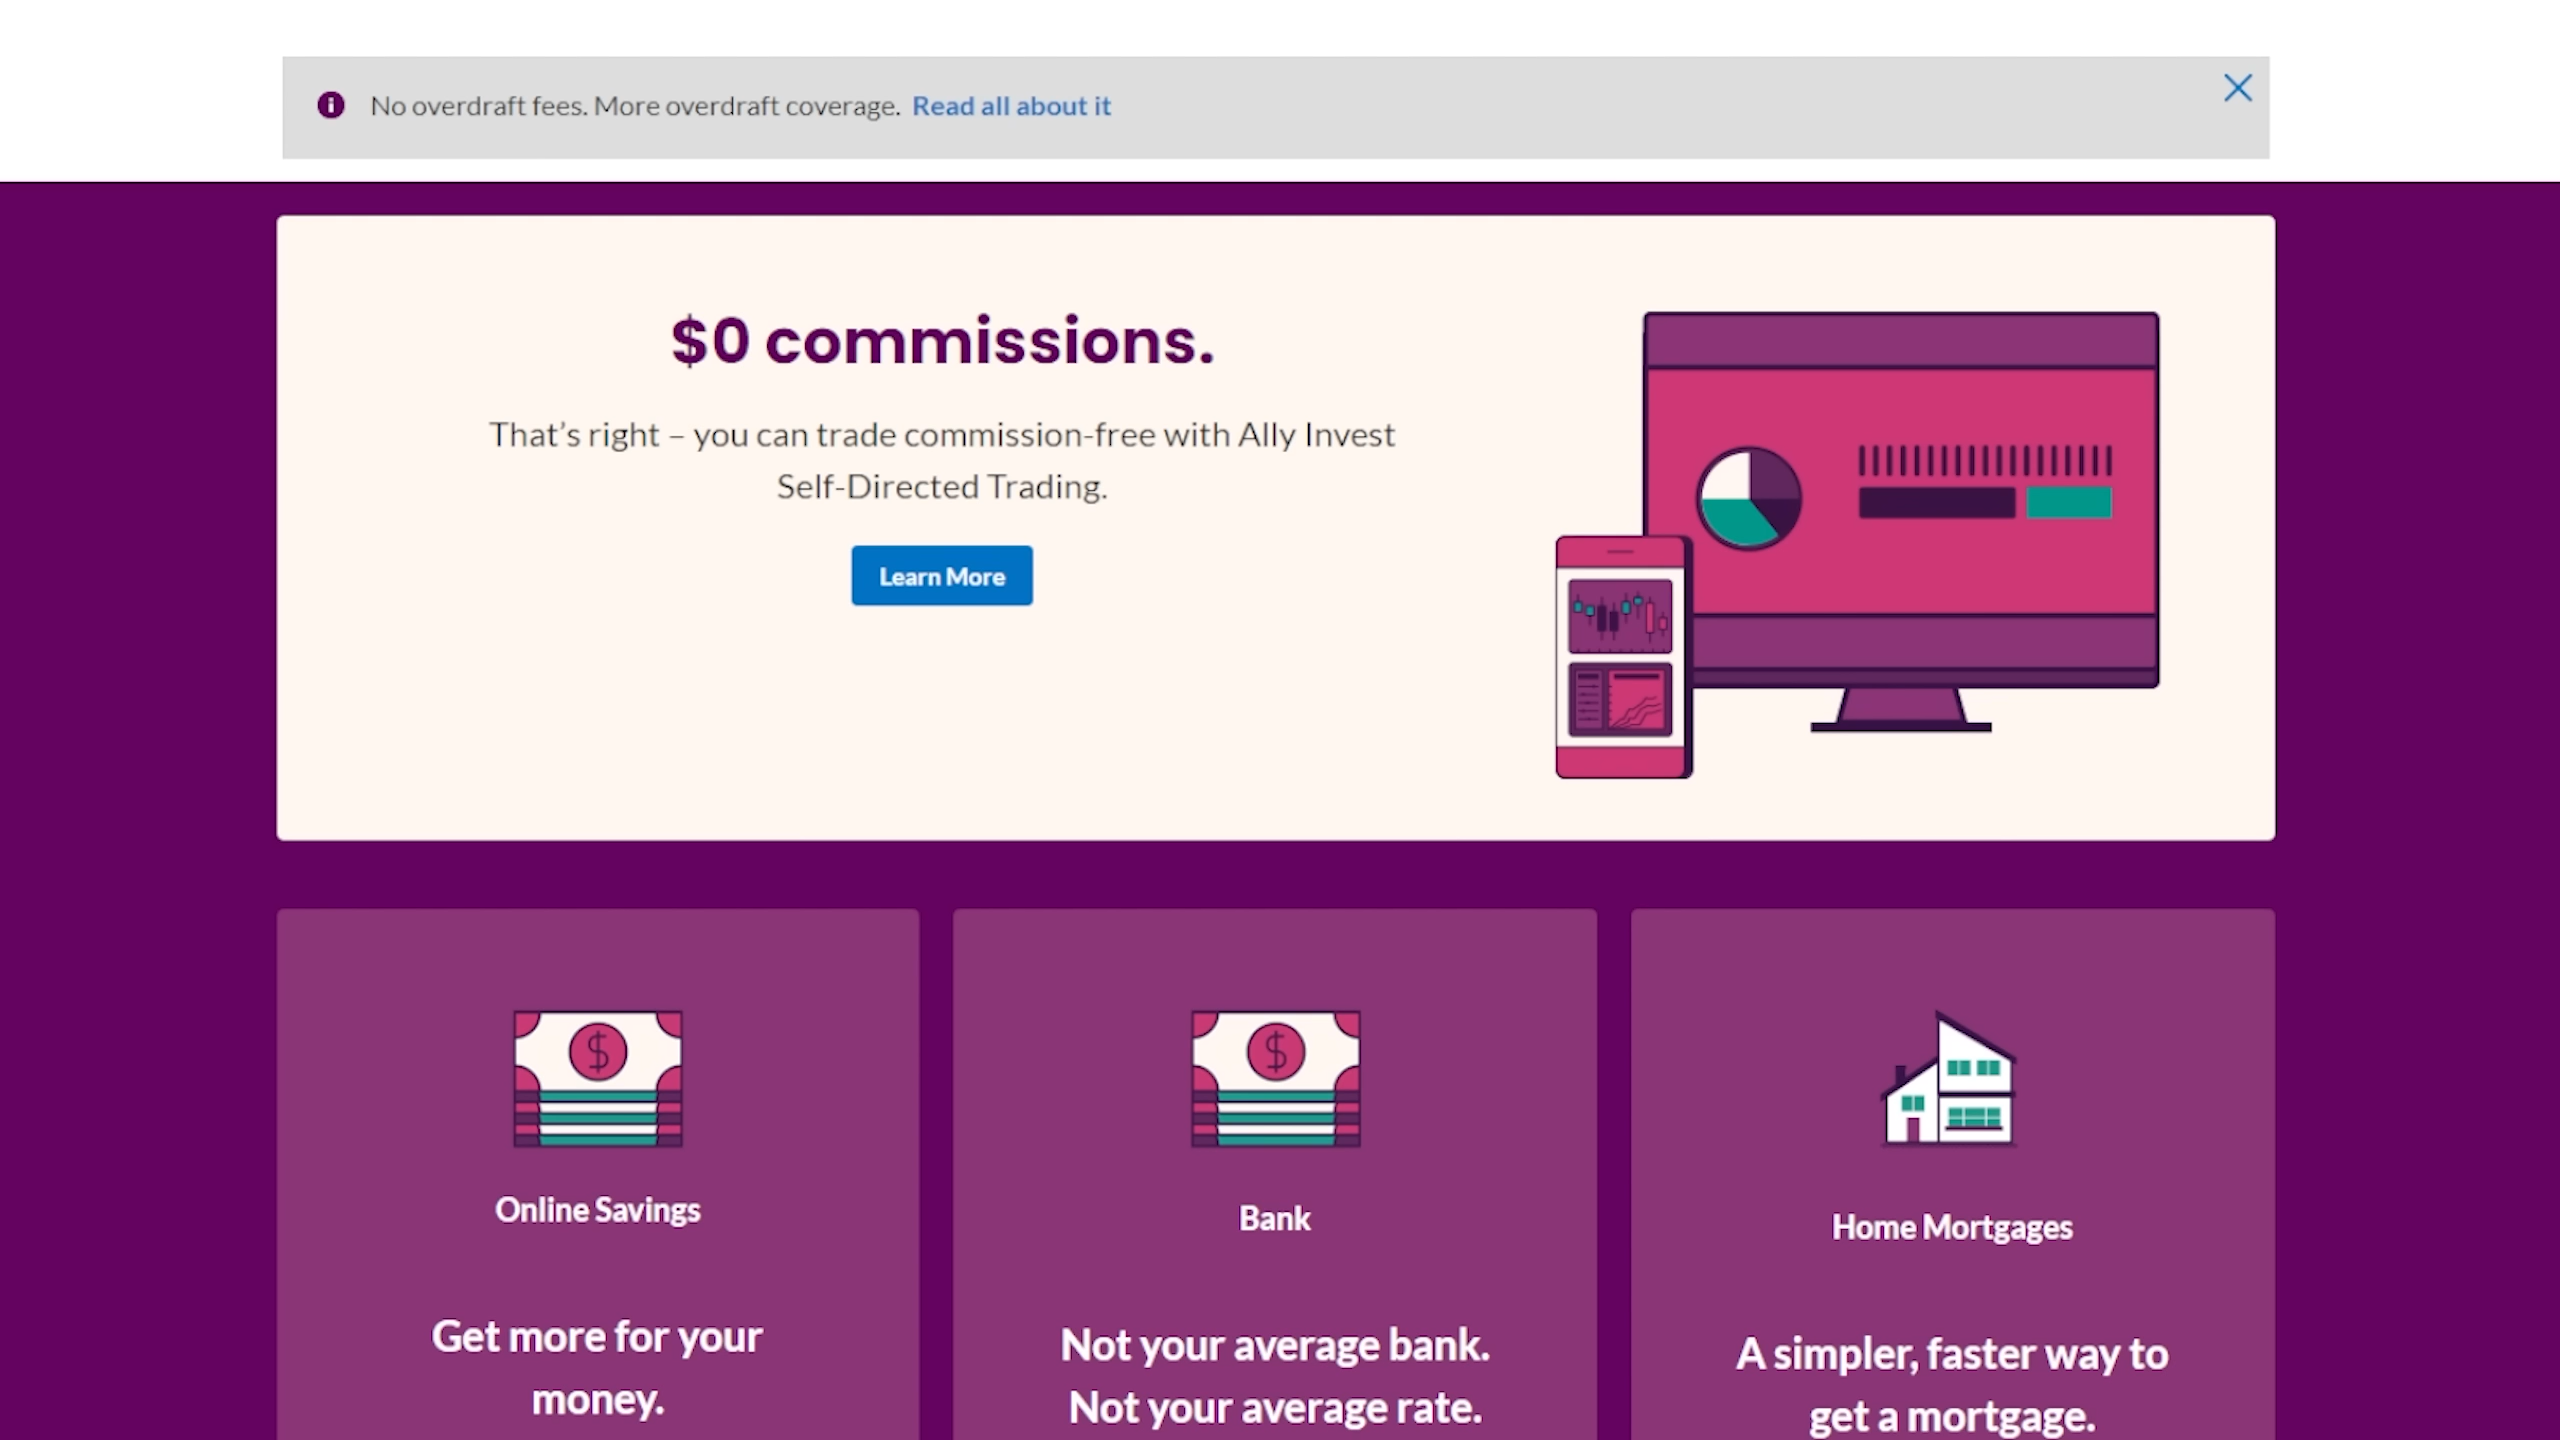 No overdraft fees. More overdraft coverage. Read all about it
$0 commissions.
That’s right – you can trade commission-free with Ally Invest
Self-Directed Trading.
Learn More
Online Savings
Bank
Home Mortgages
Get more for your
money.
Not your average bank.
Not your average rate.
A simpler, faster way to
get a mortgage.